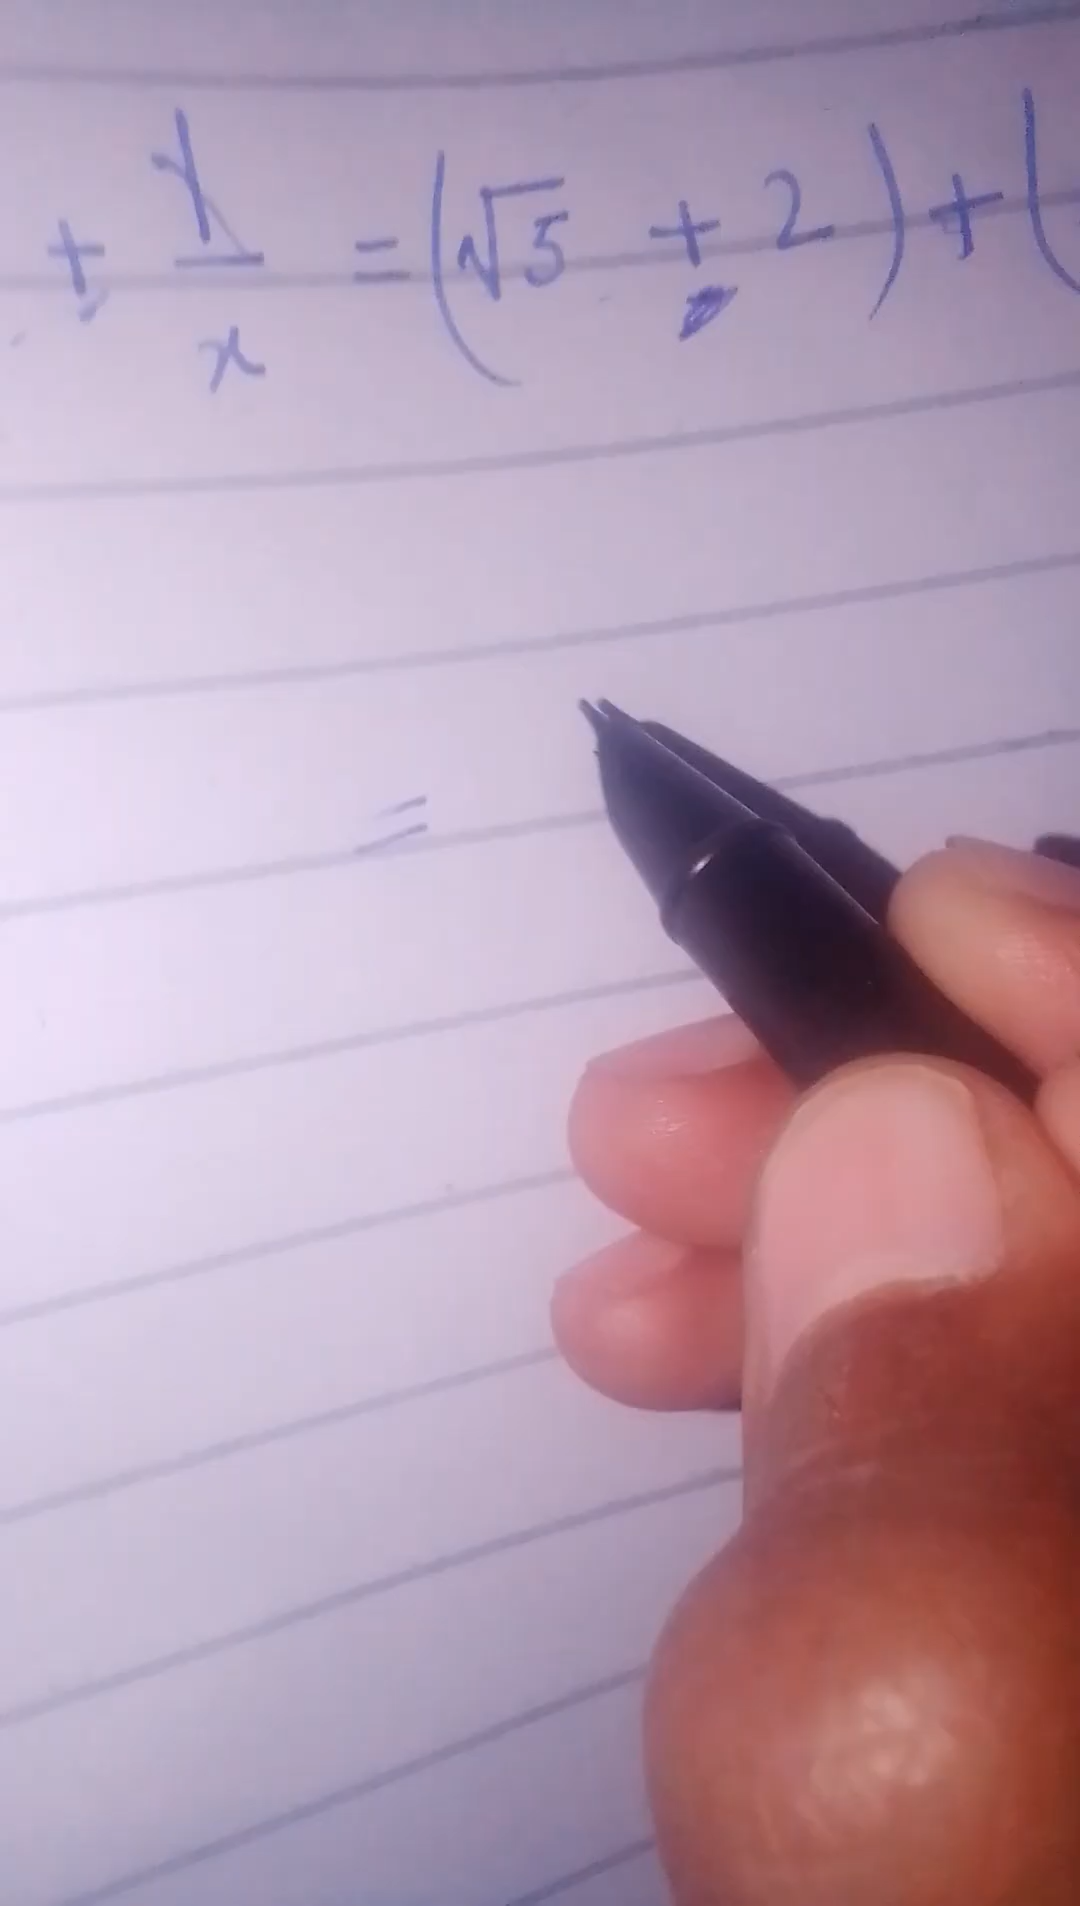 + 1/x = (√5 + 2) + (
=